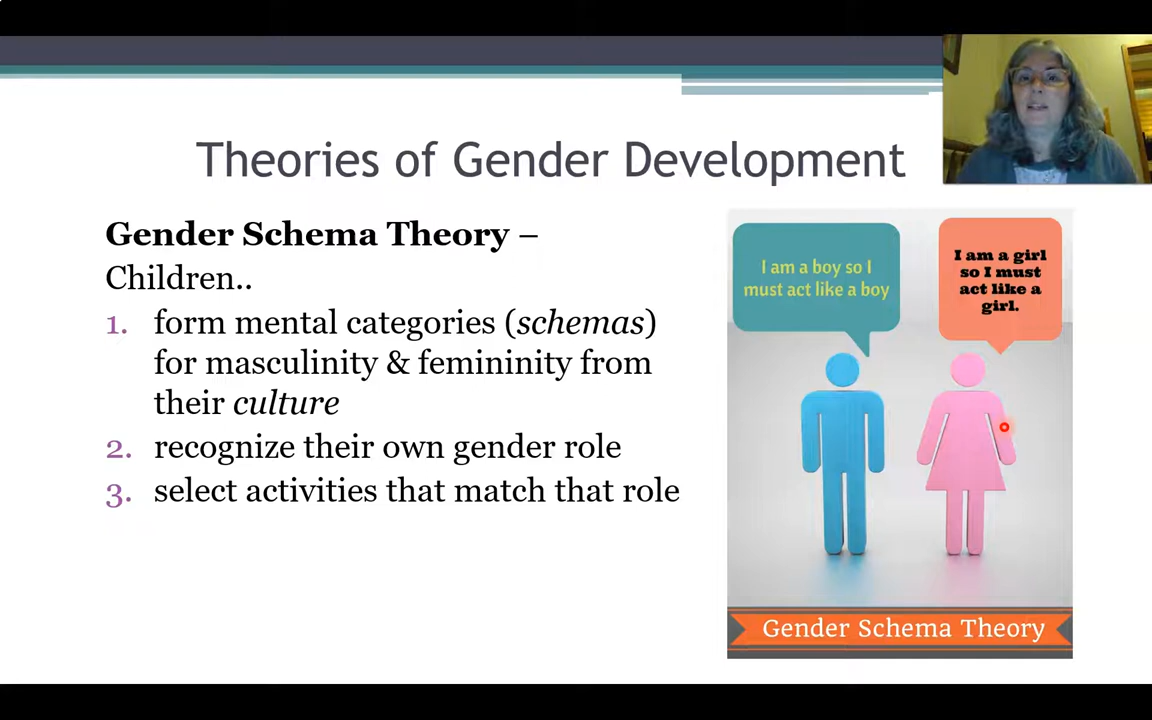 Theories of Gender Development
Gender Schema Theory –
Children..
1. form mental categories (schemas)
for masculinity & femininity from
their culture
2. recognize their own gender role
3. select activities that match that role
I am a boy so I
must act like a boy
I am a girl
so I must
act like a
girl.
Gender Schema Theory